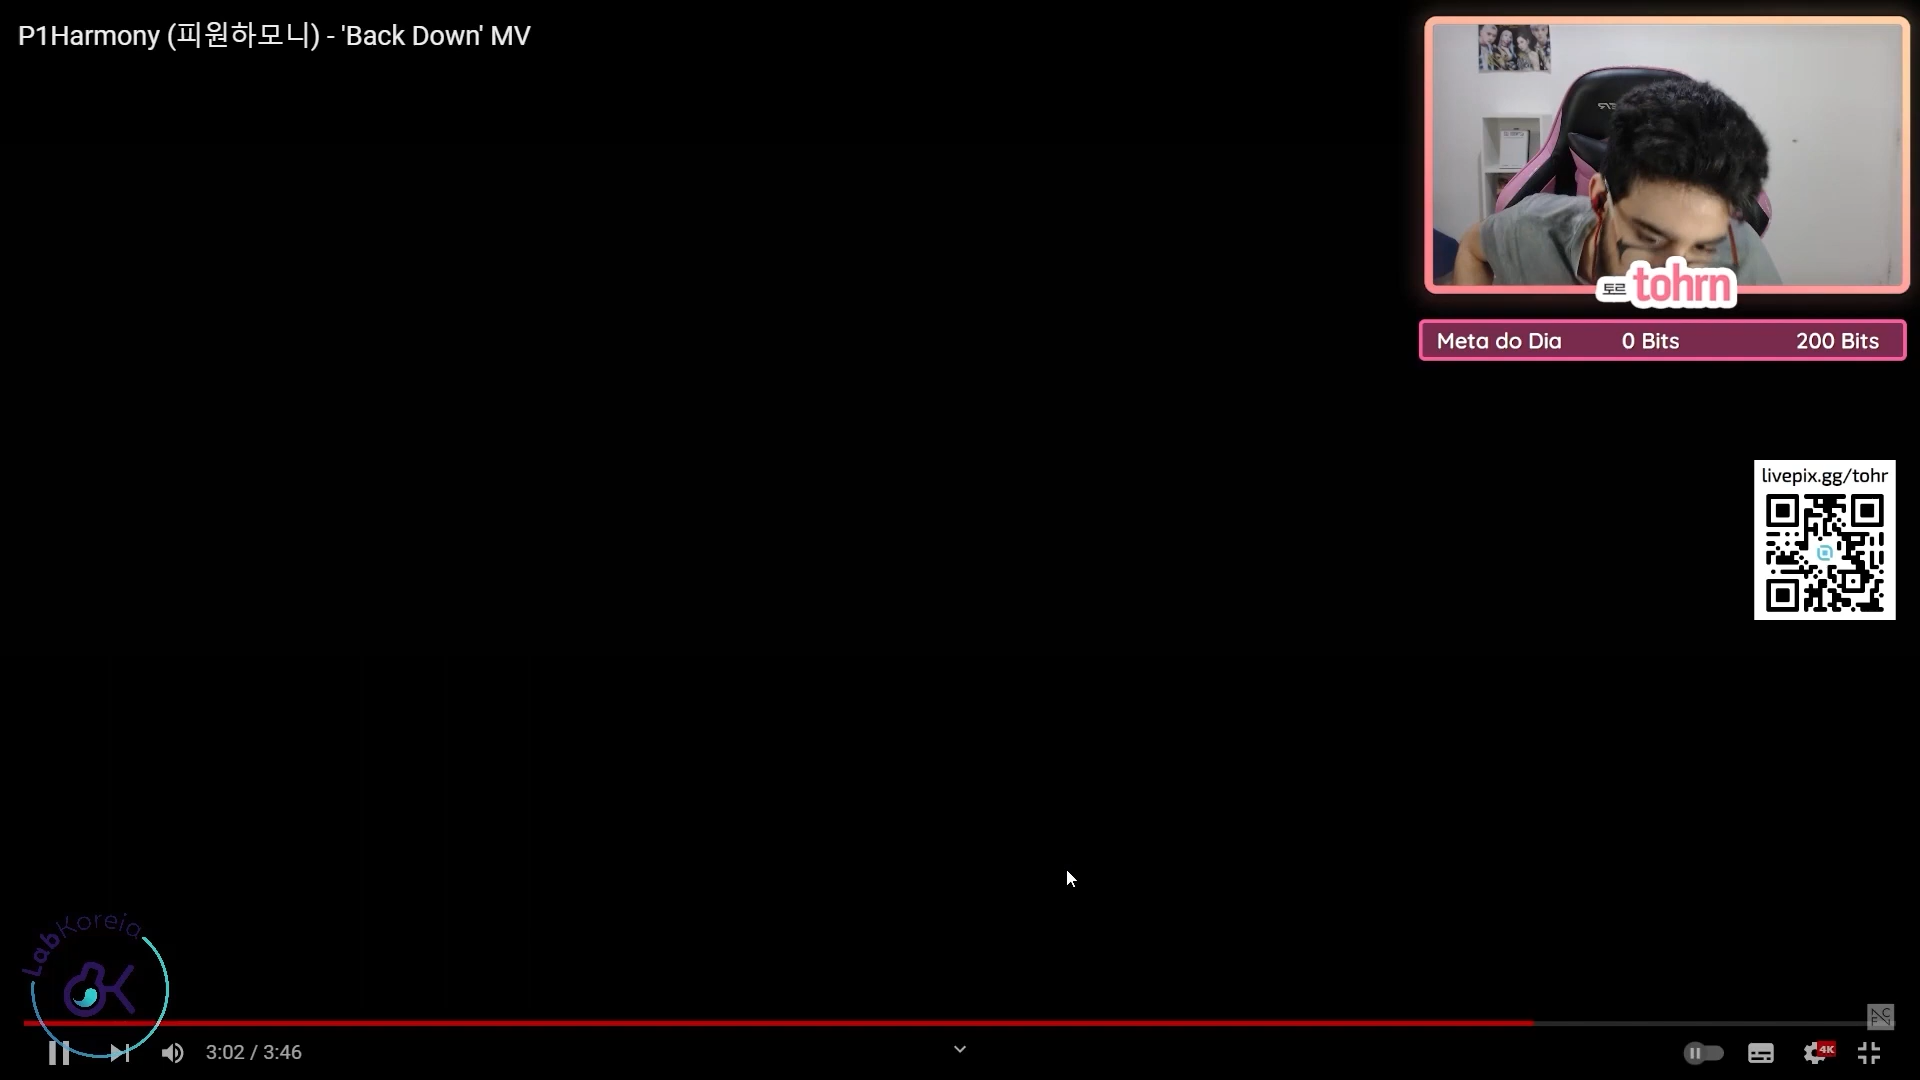 P1Harmony (피원하모니) - 'Back Down' MV
토르 tohrn
Meta do Dia 0 Bits 200 Bits
livepix.gg/tohr
LabKoreia
3:02 / 3:46
4K